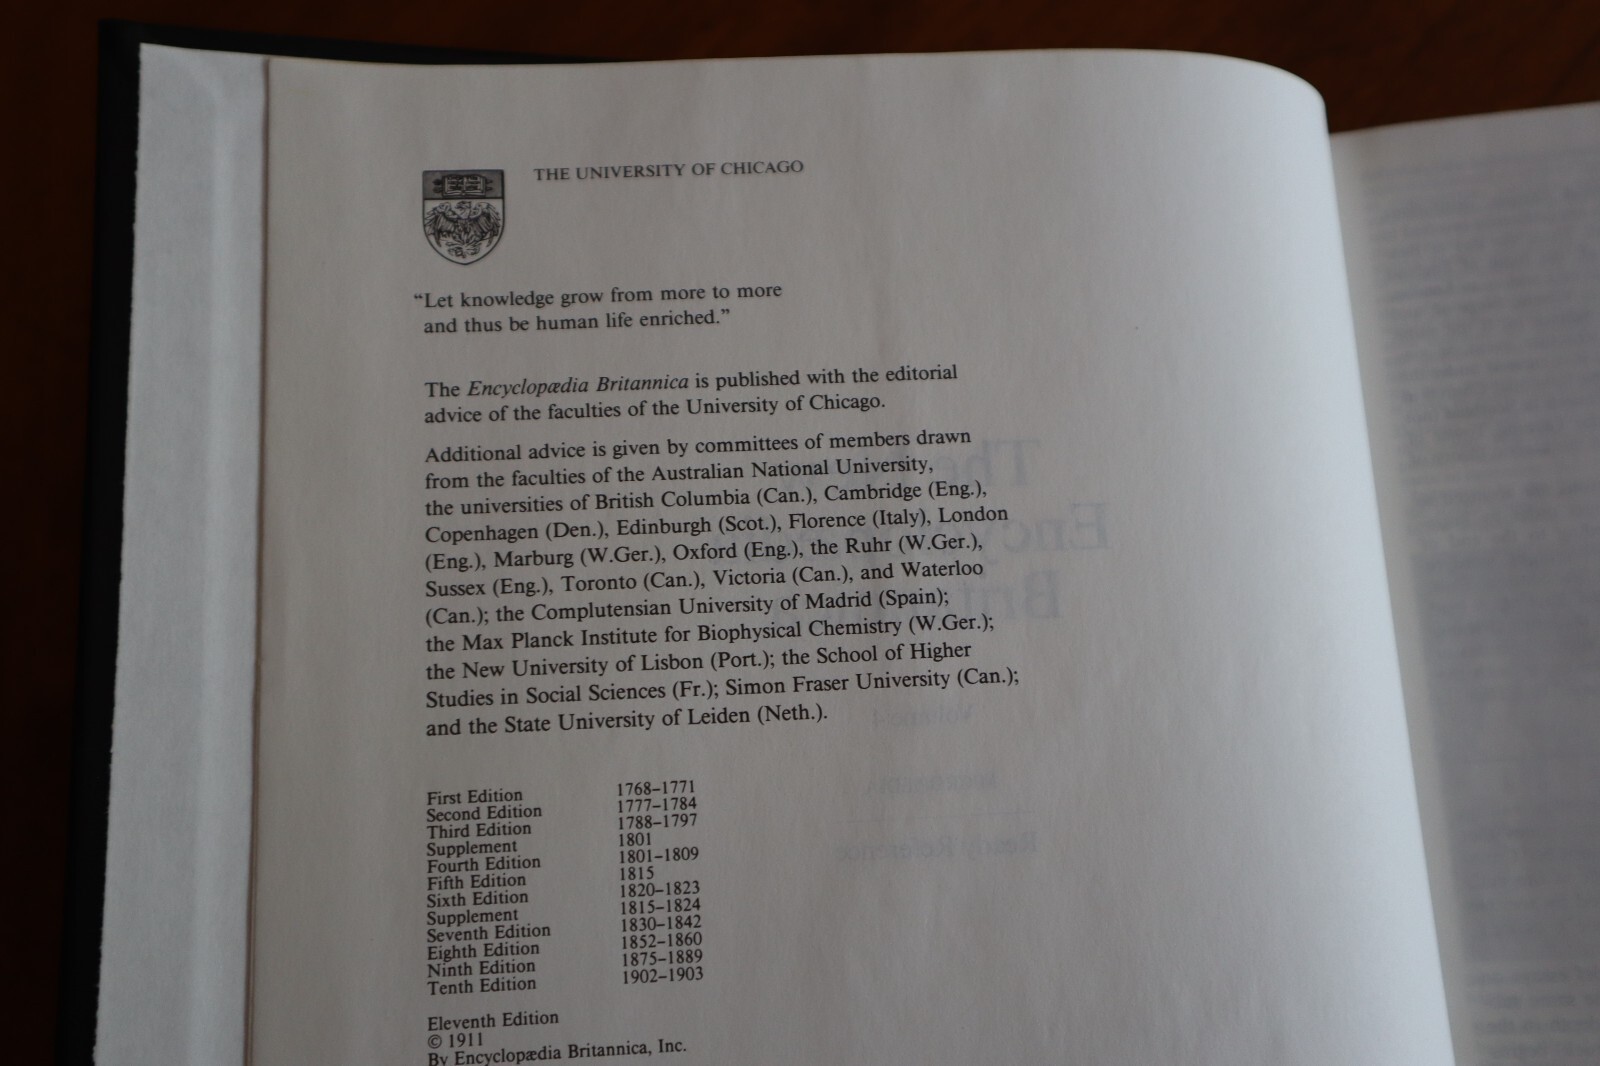 THE UNIVERSITY OF CHICAGO
“Let knowledge grow from more to more
and thus be human life enriched.”
The Encyclopædia Britannica is published with the editorial
advice of the faculties of the University of Chicago.
Additional advice is given by committees of members drawn
from the faculties of the Australian National University,
the universities of British Columbia (Can.), Cambridge (Eng.),
Copenhagen (Den.), Edinburgh (Scot.), Florence (Italy), London
(Eng.), Marburg (W.Ger.), Oxford (Eng.), the Ruhr (W.Ger.),
Sussex (Eng.), Toronto (Can.), Victoria (Can.), and Waterloo
(Can.); the Complutensian University of Madrid (Spain);
the Max Planck Institute for Biophysical Chemistry (W.Ger.);
the New University of Lisbon (Port.); the School of Higher
Studies in Social Sciences (Fr.); Simon Fraser University (Can.);
and the State University of Leiden (Neth.).
First Edition 1768–1771
Second Edition 1777–1784
Third Edition 1788–1797
Supplement 1801
Fourth Edition 1801–1809
Fifth Edition 1815
Sixth Edition 1820–1823
Supplement 1815–1824
Seventh Edition 1830–1842
Eighth Edition 1852–1860
Ninth Edition 1875–1889
Tenth Edition 1902–1903
Eleventh Edition
© 1911
By Encyclopædia Britannica, Inc.